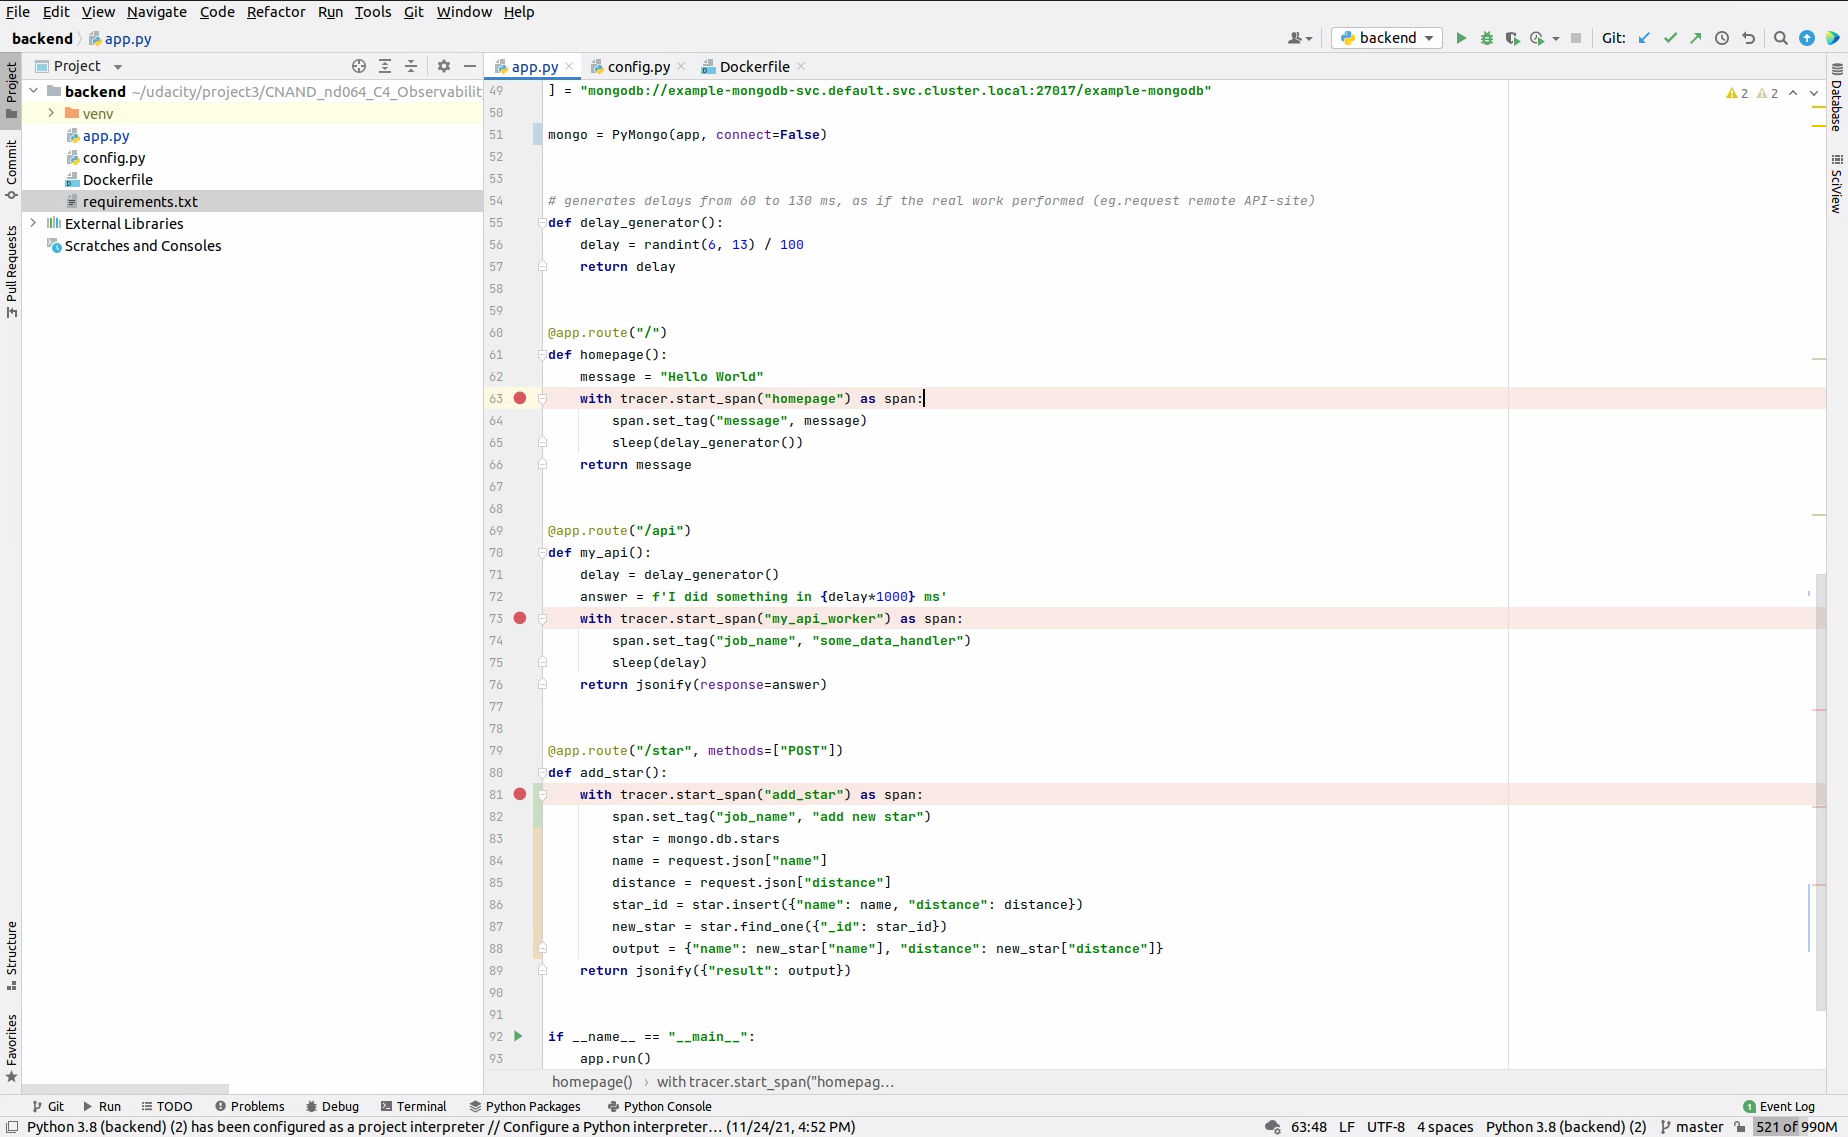 File Edit View Navigate Code Refactor Run Tools Git Window Help
backend app.py
backend
Git:
Project
app.py
config.py
Dockerfile
backend ~/udacity/project3/CNAND_nd064_C4_Observability
venv
app.py
config.py
Dockerfile
requirements.txt
External Libraries
Scratches and Consoles
Project
Commit
Pull Requests
Structure
Favorites
2 2
Database
SciView
49 ] = "mongodb://example-mongodb-svc.default.svc.cluster.local:27017/example-mongodb"
50
51 mongo = PyMongo(app, connect=False)
52
53
54 # generates delays from 60 to 130 ms, as if the real work performed (eg.request remote API-site)
55 def delay_generator():
56 delay = randint(6, 13) / 100
57 return delay
58
59
60 @app.route("/")
61 def homepage():
62 message = "Hello World"
63 with tracer.start_span("homepage") as span:
64 span.set_tag("message", message)
65 sleep(delay_generator())
66 return message
67
68
69 @app.route("/api")
70 def my_api():
71 delay = delay_generator()
72 answer = f'I did something in {delay*1000} ms'
73 with tracer.start_span("my_api_worker") as span:
74 span.set_tag("job_name", "some_data_handler")
75 sleep(delay)
76 return jsonify(response=answer)
77
78
79 @app.route("/star", methods=["POST"])
80 def add_star():
81 with tracer.start_span("add_star") as span:
82 span.set_tag("job_name", "add new star")
83 star = mongo.db.stars
84 name = request.json["name"]
85 distance = request.json["distance"]
86 star_id = star.insert({"name": name, "distance": distance})
87 new_star = star.find_one({"_id": star_id})
88 output = {"name": new_star["name"], "distance": new_star["distance"]}
89 return jsonify({"result": output})
90
91
92 if __name__ == "__main__":
93 app.run()
homepage() › with tracer.start_span("homepag…
Git Run TODO Problems Debug Terminal Python Packages Python Console 1 Event Log
Python 3.8 (backend) (2) has been configured as a project interpreter // Configure a Python interpreter… (11/24/21, 4:52 PM) 63:48 LF UTF-8 4 spaces Python 3.8 (backend) (2) master 521 of 990M